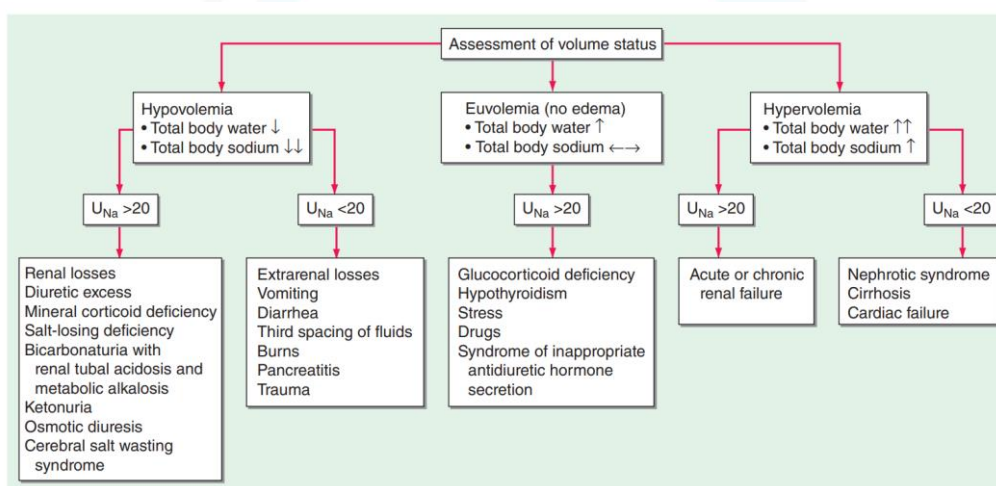 Assessment of volume status
Hypovolemia
• Total body water ↓
• Total body sodium ↓↓
Euvolemia (no edema)
• Total body water ↑
• Total body sodium ←→
Hypervolemia
• Total body water ↑↑
• Total body sodium ↑
UNa >20
UNa <20
UNa >20
UNa >20
UNa <20
Renal losses
Diuretic excess
Mineral corticoid deficiency
Salt-losing deficiency
Bicarbonaturia with
renal tubal acidosis and
metabolic alkalosis
Ketonuria
Osmotic diuresis
Cerebral salt wasting
syndrome
Extrarenal losses
Vomiting
Diarrhea
Third spacing of fluids
Burns
Pancreatitis
Trauma
Glucocorticoid deficiency
Hypothyroidism
Stress
Drugs
Syndrome of inappropriate
antidiuretic hormone
secretion
Acute or chronic
renal failure
Nephrotic syndrome
Cirrhosis
Cardiac failure